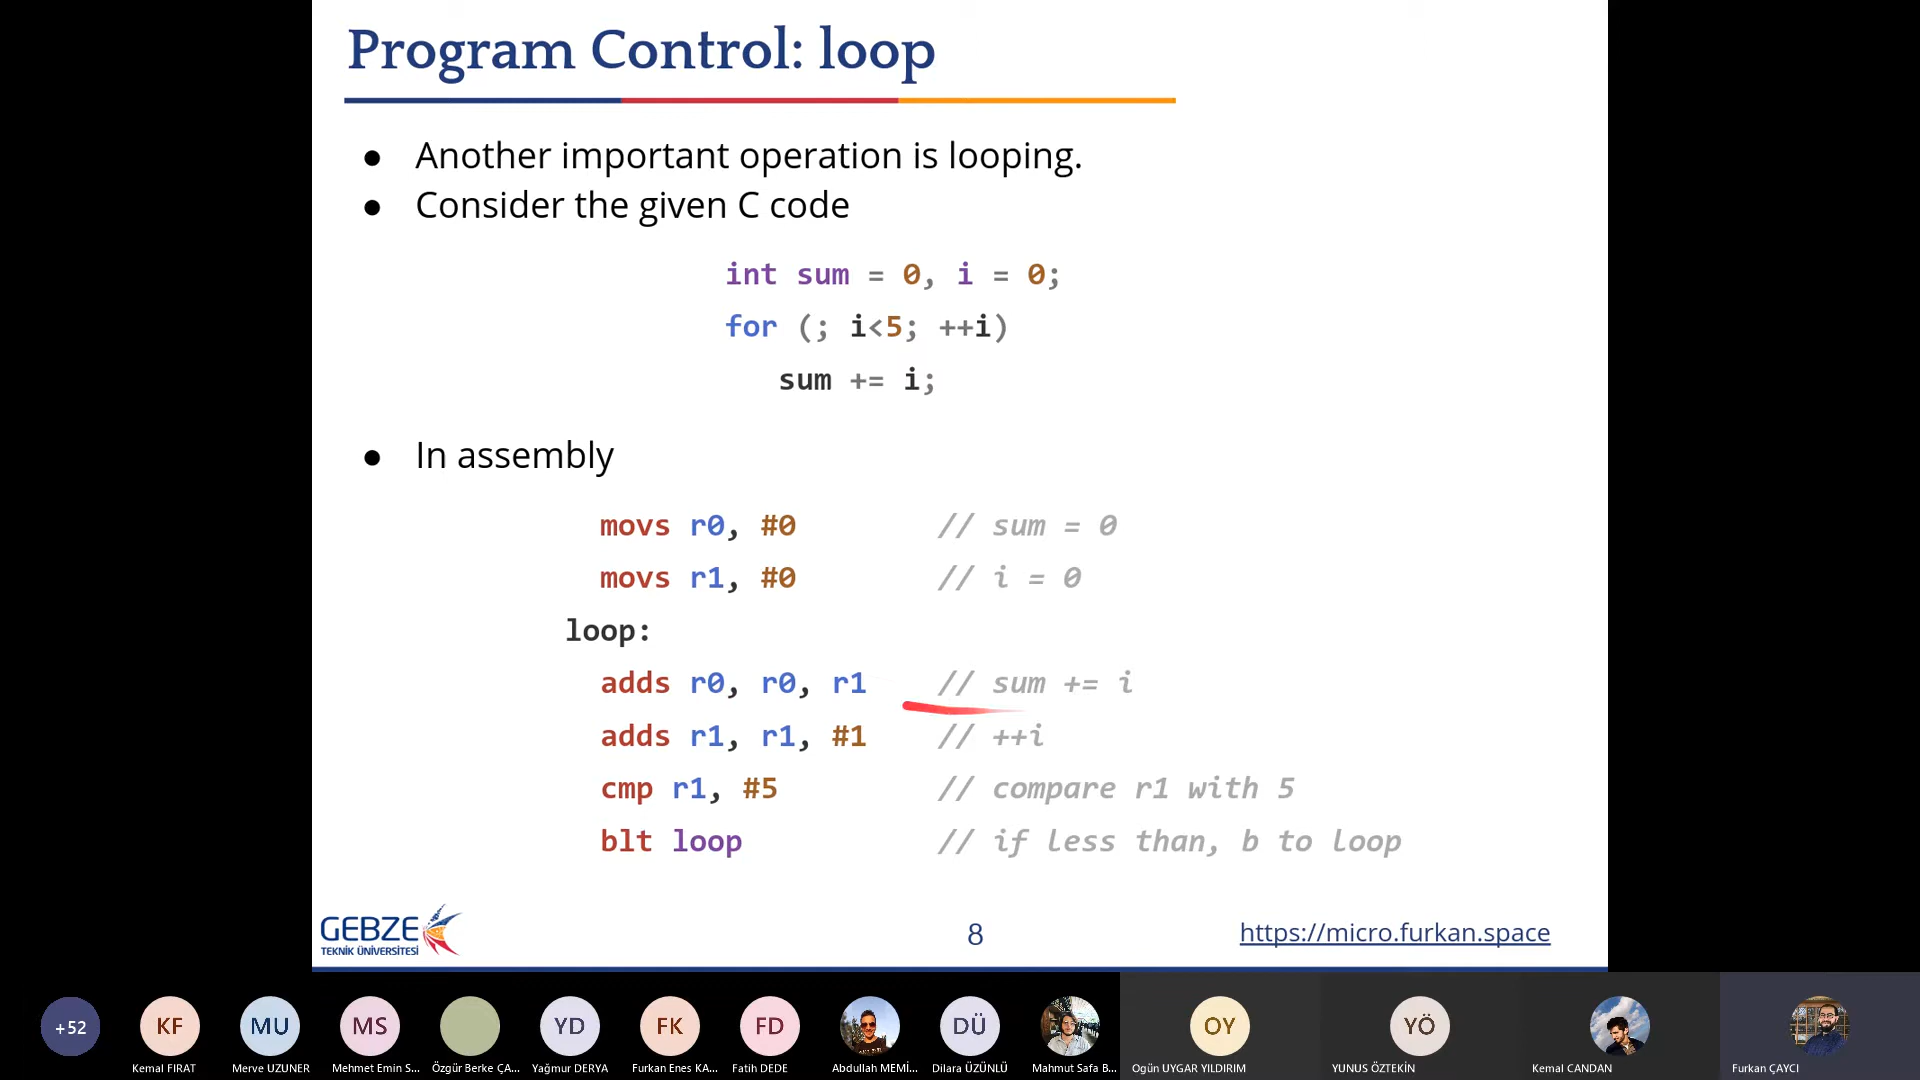 Program Control: loop
● Another important operation is looping.
● Consider the given C code
int sum = 0, i = 0;
for (; i<5; ++i)
sum += i;
● In assembly
movs r0, #0 // sum = 0
movs r1, #0 // i = 0
loop:
adds r0, r0, r1 // sum += i
adds r1, r1, #1 // ++i
cmp r1, #5 // compare r1 with 5
blt loop // if less than, b to loop
GEBZE
TEKNİK ÜNİVERSİTESİ
8
https://micro.furkan.space
+52
KF
MU
MS
YD
FK
FD
DÜ
OY
YÖ
Kemal FIRAT
Merve UZUNER
Mehmet Emin S...
Özgür Berke ÇA...
Yağmur DERYA
Furkan Enes KA...
Fatih DEDE
Abdullah MEMİ...
Dilara ÜZÜNLÜ
Mahmut Safa B...
Ogün UYGAR YILDIRIM
YUNUS ÖZTEKİN
Kemal CANDAN
Furkan ÇAYCI